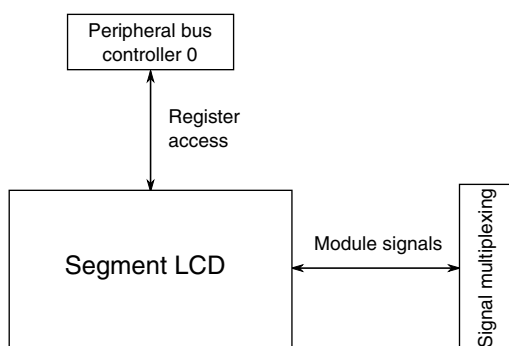 Peripheral bus
controller 0
Register
access
Segment LCD
Module signals
Signal multiplexing